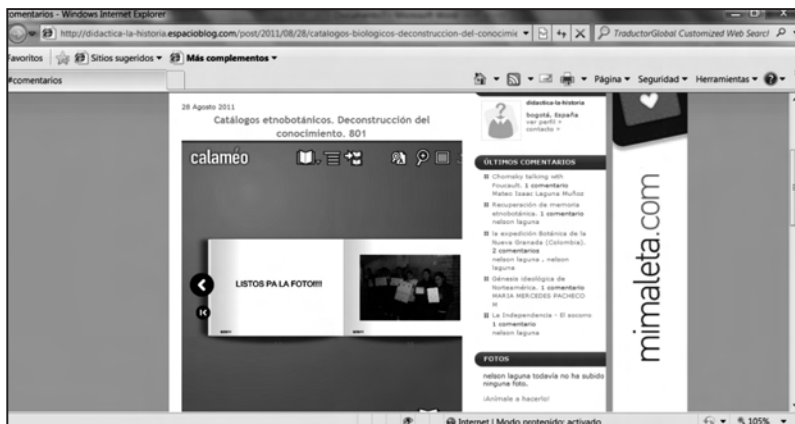 omentarios - Windows Internet Explorer
http://didactica-la-historia.espacioblog.com/post/2011/08/28/catalogos-biologicos-deconstruccion-del-conocimie
TraductorGlobal Customized Web Searcl
avoritos
Sitios sugeridos
Más complementos
#comentarios
Página
Seguridad
Herramientas
28 Agosto 2011
Catálogos etnobotánicos. Deconstrucción del
conocimiento. 801
calaméo
LISTOS PA LA FOTO!!!!
didactica-la-historia
bogotá. España
ver perfil »
contacto »
ÚLTIMOS COMENTARIOS
Chomsky talking with
Foucault. 1 comentario
Mateo Isaac Laguna Muñoz
Recuperación de memoria
etnobotánica. 1 comentario
nelson laguna
la expedición Botánica de la
Nueva Granada (Colombia).
2 comentarios
nelson laguna , nelson
laguna
Génesis ideológica de
Norteamérica. 1 comentario
MARIA MERCEDES PACHECO
M
La Independencia - El socorro
1 comentario
nelson laguna
FOTOS
nelson laguna todavía no ha subido
ninguna foto.
¡Anímale a hacerlo!
mimaleta.com
Internet | Modo protegido: activado
105%